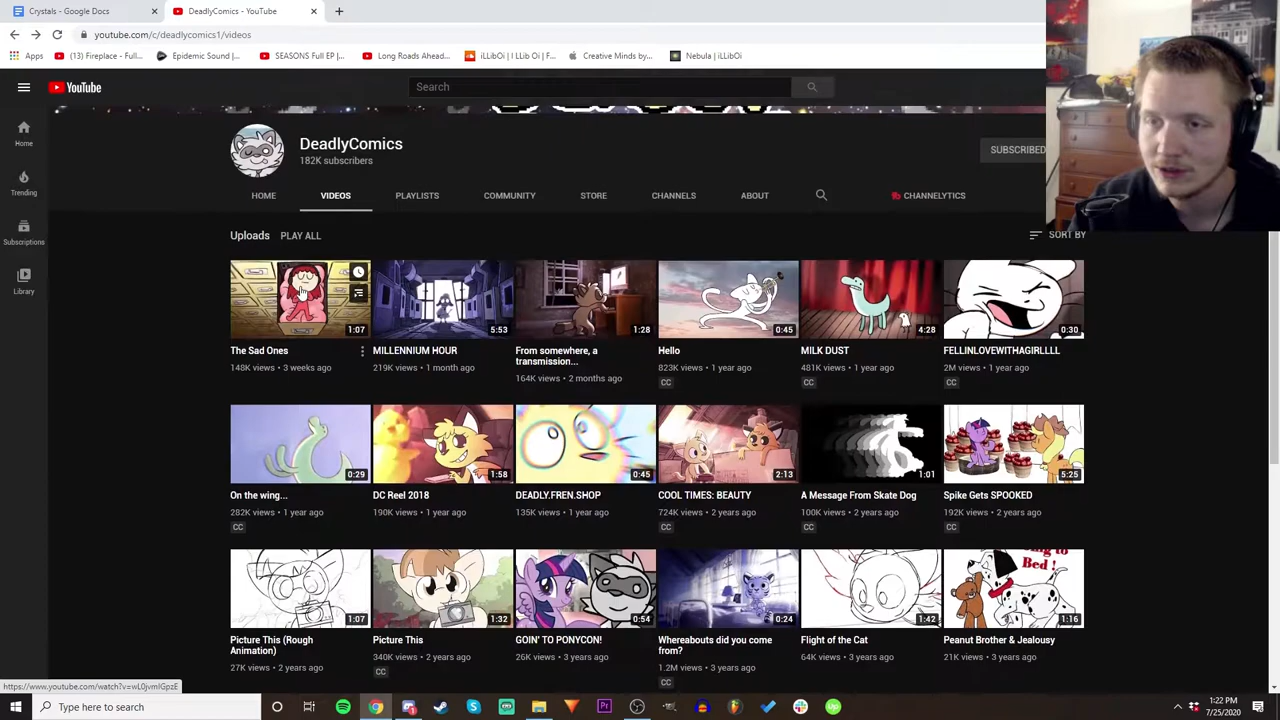 Crystals - Google Docs
DeadlyComics - YouTube
youtube.com/c/deadlycomics1/videos
Apps
(13) Fireplace - Full...
Epidemic Sound |...
SEASONS Full EP |...
Long Roads Ahead...
iLLibOi | I LLib Oi | F...
Creative Minds by...
Nebula | iLLibOi
YouTube
Search
Home
Trending
Subscriptions
Library
DeadlyComics
182K subscribers
SUBSCRIBED
HOME
VIDEOS
PLAYLISTS
COMMUNITY
STORE
CHANNELS
ABOUT
CHANNELYTICS
Uploads
PLAY ALL
SORT BY
1:07
5:53
1:28
0:45
4:28
0:30
The Sad Ones
MILLENNIUM HOUR
From somewhere, a
transmission...
Hello
MILK DUST
FELLINLOVEWITHAGIRLLLL
148K views • 3 weeks ago
219K views • 1 month ago
164K views • 2 months ago
823K views • 1 year ago
481K views • 1 year ago
2M views • 1 year ago
CC
CC
CC
0:29
1:58
0:45
2:13
1:01
5:25
On the wing...
DC Reel 2018
DEADLY.FREN.SHOP
COOL TIMES: BEAUTY
A Message From Skate Dog
Spike Gets SPOOKED
282K views • 1 year ago
190K views • 1 year ago
135K views • 1 year ago
724K views • 2 years ago
100K views • 2 years ago
192K views • 2 years ago
CC
CC
CC
CC
ing to
Bed!
1:07
1:32
0:54
0:24
1:42
1:16
Picture This (Rough
Animation)
Picture This
GOIN' TO PONYCON!
Whereabouts did you come
from?
Flight of the Cat
Peanut Brother & Jealousy
27K views • 2 years ago
340K views • 2 years ago
26K views • 3 years ago
1.2M views • 3 years ago
64K views • 3 years ago
21K views • 3 years ago
CC
CC
https://www.youtube.com/watch?v=wL0jvmIGpzE
Type here to search
Pr
Up
1:22 PM
7/25/2020